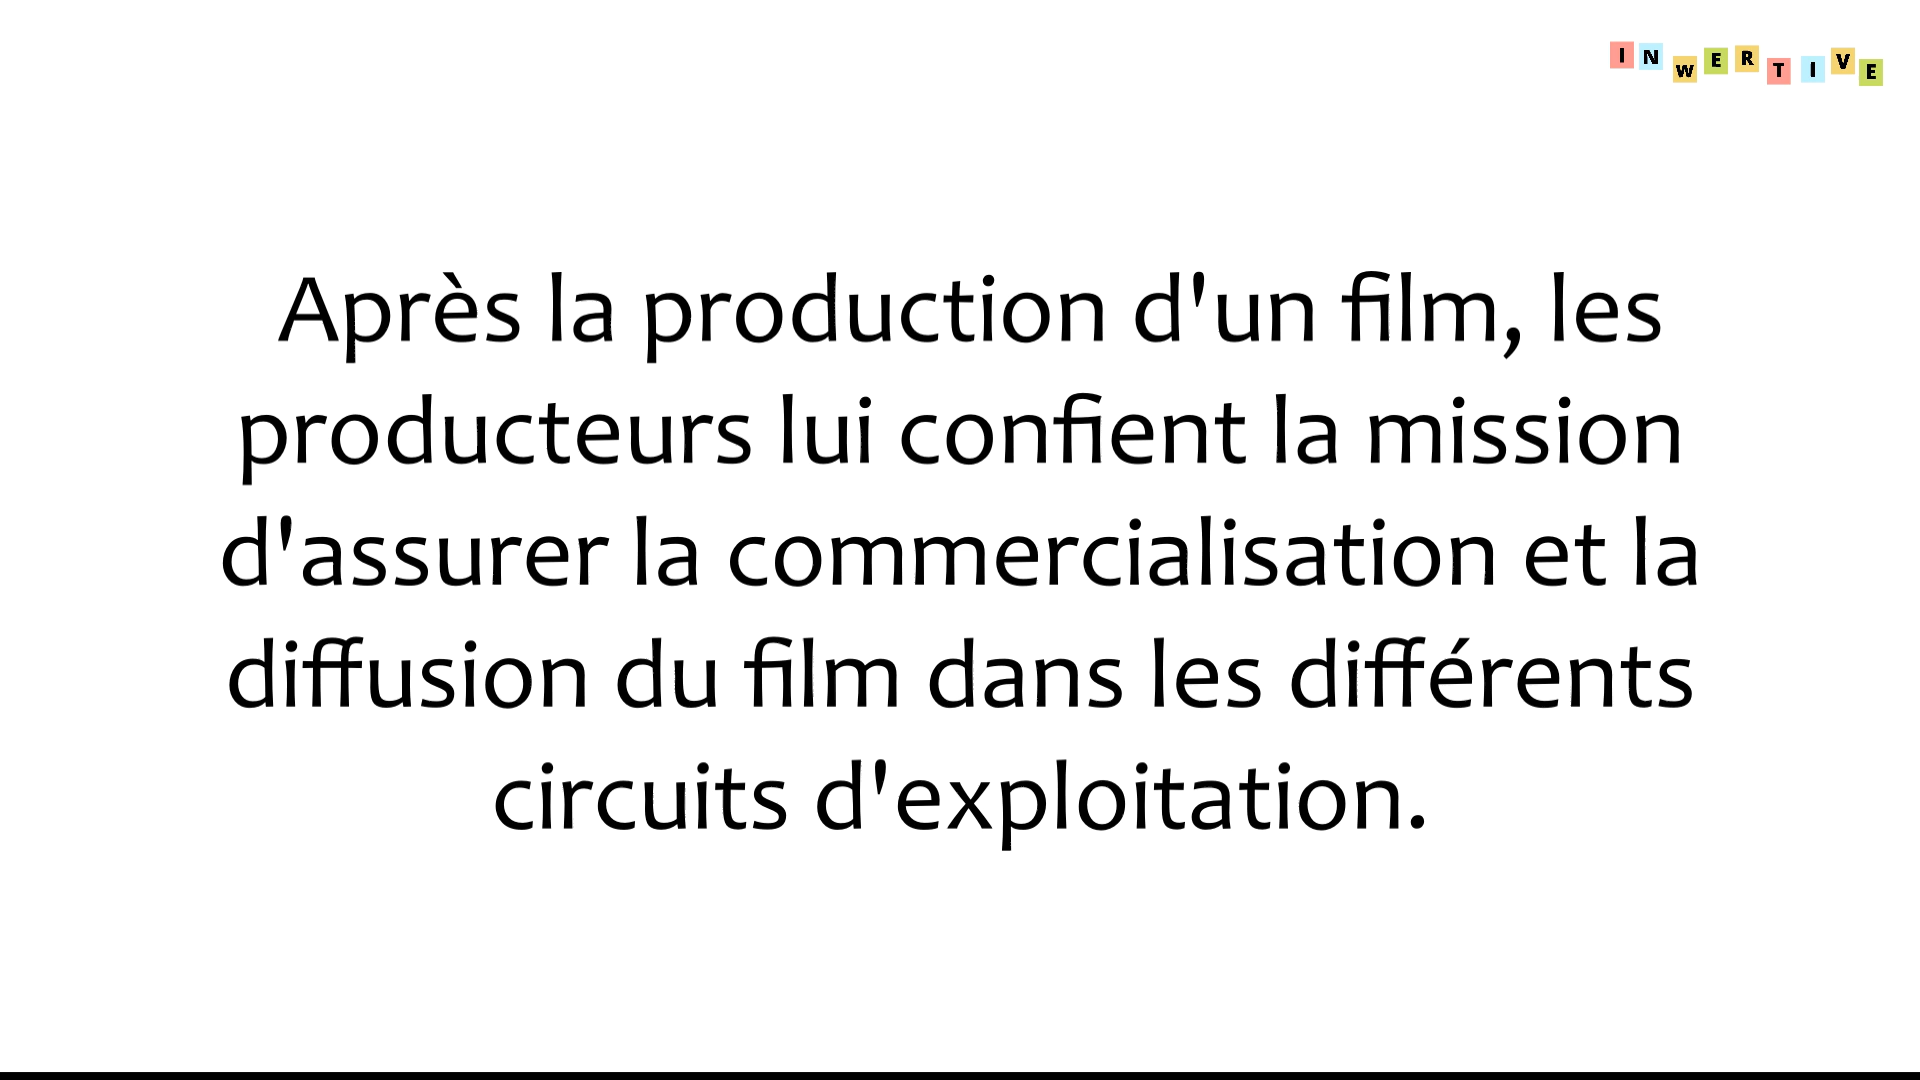 INWERTIVE
Après la production d'un film, les
producteurs lui confient la mission
d'assurer la commercialisation et la
diffusion du film dans les différents
circuits d'exploitation.